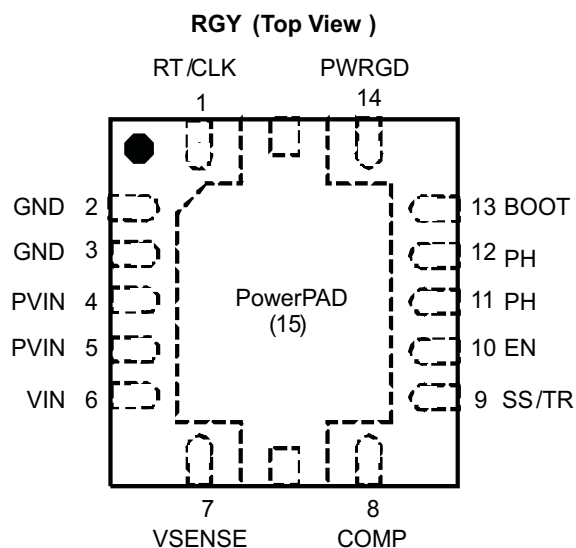 RGY (Top View )
RT/CLK PWRGD
1 14
GND 2 13 BOOT
GND 3 12 PH
PVIN 4 11 PH
PowerPAD
(15)
PVIN 5 10 EN
VIN 6 9 SS/TR
7 8
VSENSE COMP